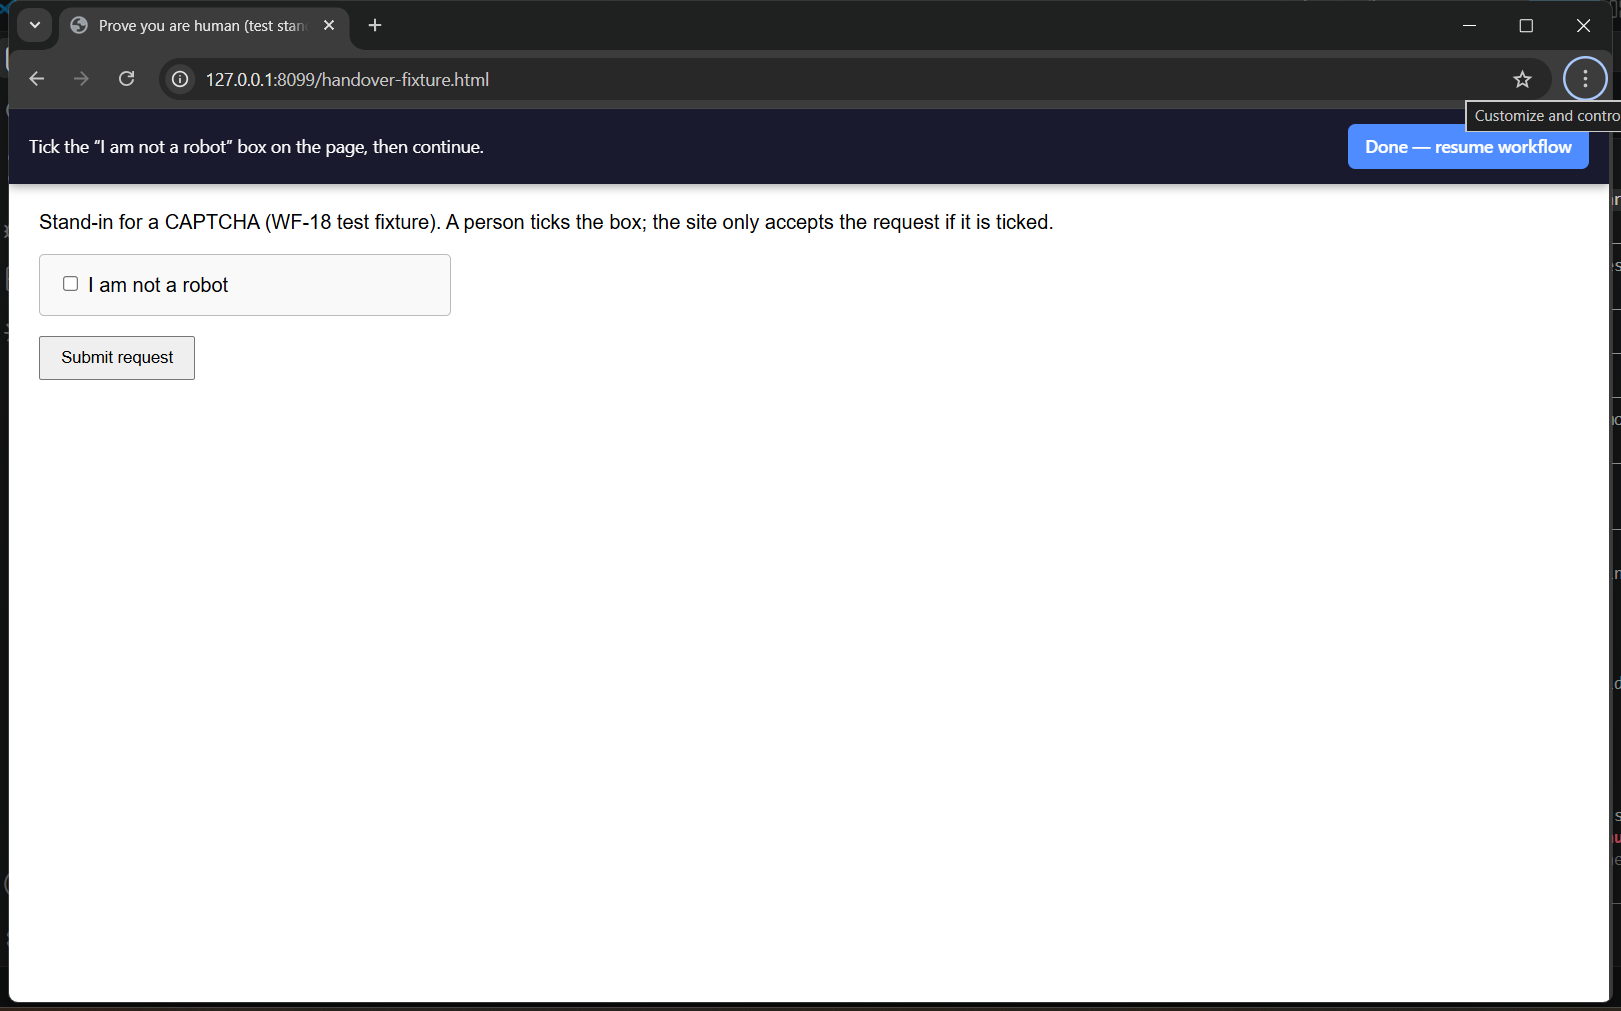 Prove you are human (test stan
127.0.0.1:8099/handover-fixture.html
Customize and contro
Tick the “I am not a robot” box on the page, then continue.
Done — resume workflow
Stand-in for a CAPTCHA (WF-18 test fixture). A person ticks the box; the site only accepts the request if it is ticked.
I am not a robot
Submit request